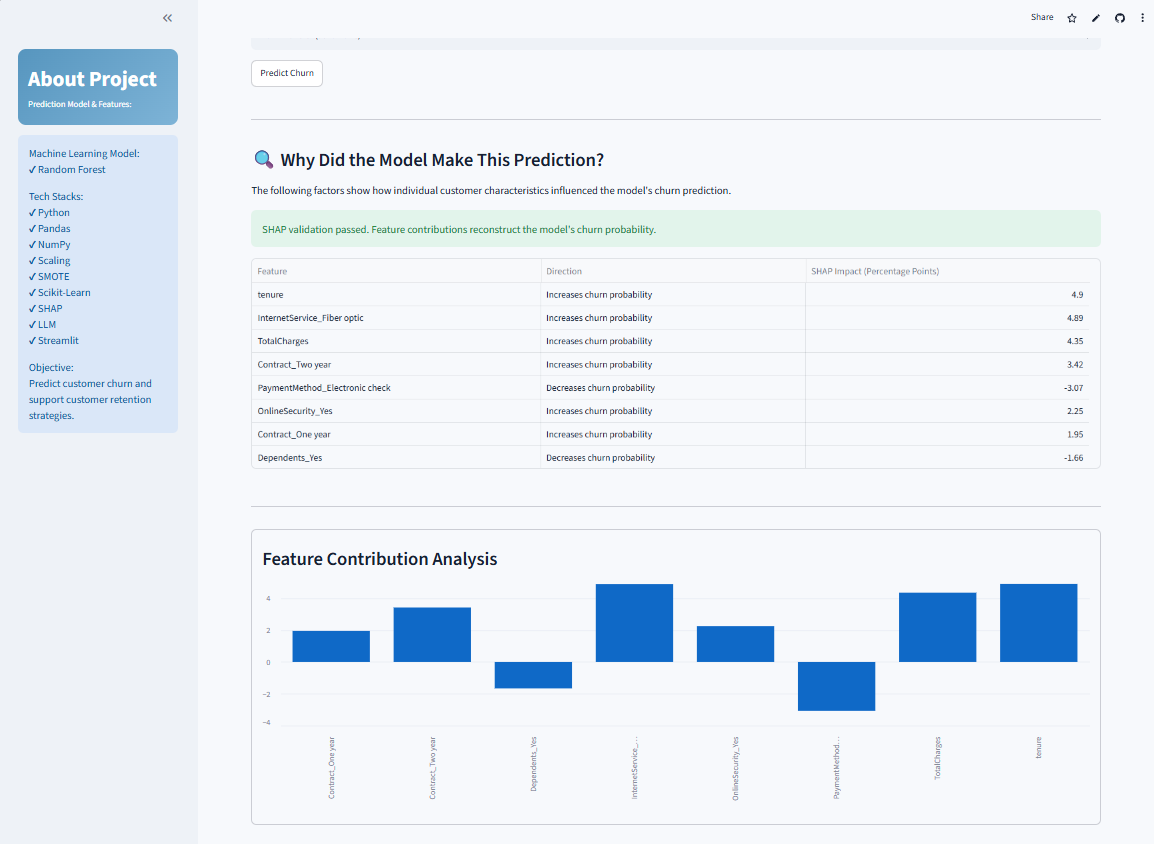 Share
About Project
Prediction Model & Features:
Machine Learning Model:
✓ Random Forest
Tech Stacks:
✓ Python
✓ Pandas
✓ NumPy
✓ Scaling
✓ SMOTE
✓ Scikit-Learn
✓ SHAP
✓ LLM
✓ Streamlit
Objective:
Predict customer churn and
support customer retention
strategies.
Predict Churn
Why Did the Model Make This Prediction?
The following factors show how individual customer characteristics influenced the model's churn prediction.
SHAP validation passed. Feature contributions reconstruct the model's churn probability.
Feature Direction SHAP Impact (Percentage Points)
tenure Increases churn probability 4.9
InternetService_Fiber optic Increases churn probability 4.89
TotalCharges Increases churn probability 4.35
Contract_Two year Increases churn probability 3.42
PaymentMethod_Electronic check Decreases churn probability -3.07
OnlineSecurity_Yes Increases churn probability 2.25
Contract_One year Increases churn probability 1.95
Dependents_Yes Decreases churn probability -1.66
Feature Contribution Analysis
4
2
0
−2
−4
Contract_One year
Contract_Two year
Dependents_Yes
InternetService_…
OnlineSecurity_Yes
PaymentMethod…
TotalCharges
tenure